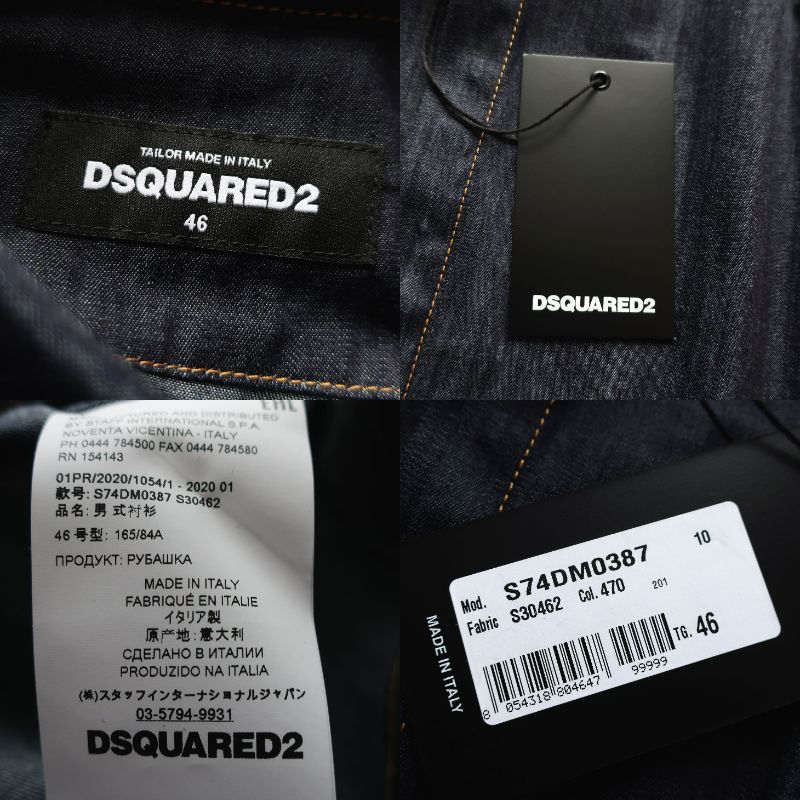 TAILOR MADE IN ITALY
DSQUARED2
46
DSQUARED2
MANUFACTURED AND DISTRIBUTED
BY STAFF INTERNATIONAL S.P.A.
NOVENTA VICENTINA - ITALY
PH 0444 784500 FAX 0444 784580
RN 154143
01PR/2020/1054/1 - 2020 01
款号: S74DM0387 S30462
品名: 男式衬衫
46 号型: 165/84A
ПРОДУКТ: РУБАШКА
MADE IN ITALY
FABRIQUÉ EN ITALIE
イタリア製
原产地: 意大利
СДЕЛАНО В ИТАЛИИ
PRODUZIDO NA ITALIA
(株)スタッフインターナショナルジャパン
03-5794-9931
DSQUARED2
MADE IN ITALY
Mod. S74DM0387 10
Fabric S30462 Col. 470 201
TG. 46
99999
8 054318 804647